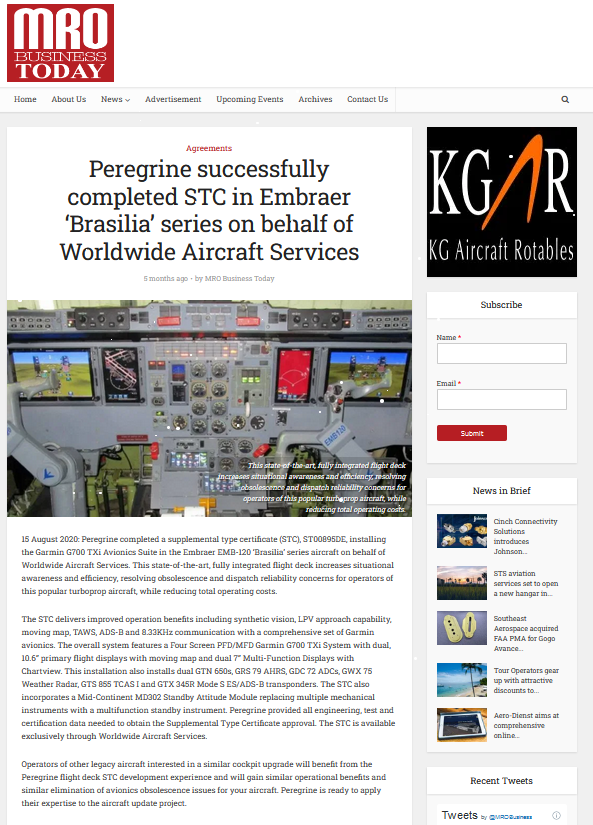 MRO
BUSINESS
TODAY
Home About Us News Advertisement Upcoming Events Archives Contact Us
Agreements
Peregrine successfully
completed STC in Embraer
‘Brasilia’ series on behalf of
Worldwide Aircraft Services
5 months ago • by MRO Business Today
EMB120
This state-of-the-art, fully integrated flight deck
increases situational awareness and efficiency, resolving
obsolescence and dispatch reliability concerns for
operators of this popular turboprop aircraft, while
reducing total operating costs.
15 August 2020: Peregrine completed a supplemental type certificate (STC), ST00895DE, installing
the Garmin G700 TXi Avionics Suite in the Embraer EMB-120 ‘Brasilia’ series aircraft on behalf of
Worldwide Aircraft Services. This state-of-the-art, fully integrated flight deck increases situational
awareness and efficiency, resolving obsolescence and dispatch reliability concerns for operators of
this popular turboprop aircraft, while reducing total operating costs.
The STC delivers improved operation benefits including synthetic vision, LPV approach capability,
moving map, TAWS, ADS-B and 8.33KHz communication with a comprehensive set of Garmin
avionics. The overall system features a Four Screen PFD/MFD Garmin G700 TXi System with dual,
10.6” primary flight displays with moving map and dual 7” Multi-Function Displays with
Chartview. This installation also installs dual GTN 650s, GRS 79 AHRS, GDC 72 ADCs, GWX 75
Weather Radar, GTS 855 TCAS I and GTX 345R Mode S ES/ADS-B transponders. The STC also
incorporates a Mid-Continent MD302 Standby Attitude Module replacing multiple mechanical
instruments with a multifunction standby instrument. Peregrine provided all engineering, test and
certification data needed to obtain the Supplemental Type Certificate approval. The STC is available
exclusively through Worldwide Aircraft Services.
Operators of other legacy aircraft interested in a similar cockpit upgrade will benefit from the
Peregrine flight deck STC development experience and will gain similar operational benefits and
similar elimination of avionics obsolescence issues for your aircraft. Peregrine is ready to apply
their expertise to the aircraft update project.
KGAR
KG Aircraft Rotables
Subscribe
Name *
Email *
Submit
News in Brief
Cinch Connectivity
Solutions
introduces
Johnson...
STS aviation
services set to open
a new hangar in...
Southeast
Aerospace acquired
FAA PMA for Gogo
Avance...
Tour Operators gear
up with attractive
discounts to...
Aero-Dienst aims at
comprehensive
online...
Recent Tweets
Tweets by @MROBusiness